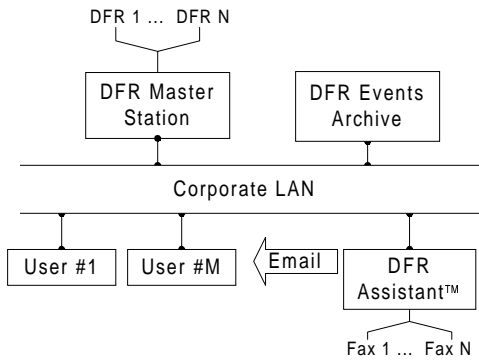 DFR 1 ... DFR N
DFR Master
Station
DFR Events
Archive
Corporate LAN
User #1
User #M
Email
DFR
Assistant™
Fax 1 ... Fax N